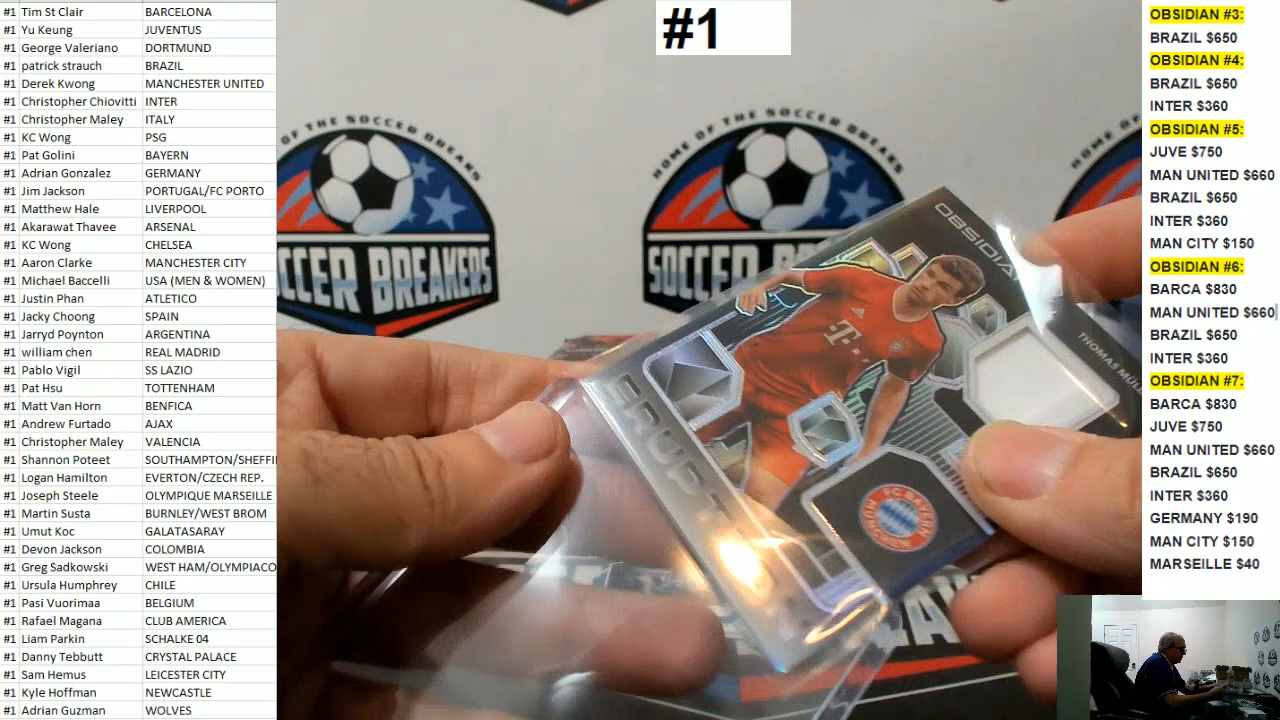 #1 Tim St Clair BARCELONA
#1 Yu Keung JUVENTUS
#1 George Valeriano DORTMUND
#1 patrick strauch BRAZIL
#1 Derek Kwong MANCHESTER UNITED
#1 Christopher Chiovitti INTER
#1 Christopher Maley ITALY
#1 KC Wong PSG
#1 Pat Golini BAYERN
#1 Adrian Gonzalez GERMANY
#1 Jim Jackson PORTUGAL/FC PORTO
#1 Matthew Hale LIVERPOOL
#1 Akarawat Thavee ARSENAL
#1 KC Wong CHELSEA
#1 Aaron Clarke MANCHESTER CITY
#1 Michael Baccelli USA (MEN & WOMEN)
#1 Justin Phan ATLETICO
#1 Jacky Choong SPAIN
#1 Jarryd Poynton ARGENTINA
#1 william chen REAL MADRID
#1 Pablo Vigil SS LAZIO
#1 Pat Hsu TOTTENHAM
#1 Matt Van Horn BENFICA
#1 Andrew Furtado AJAX
#1 Christopher Maley VALENCIA
#1 Shannon Poteet SOUTHAMPTON/SHEFFI
#1 Logan Hamilton EVERTON/CZECH REP.
#1 Joseph Steele OLYMPIQUE MARSEILLE
#1 Martin Susta BURNLEY/WEST BROM
#1 Umut Koc GALATASARAY
#1 Devon Jackson COLOMBIA
#1 Greg Sadkowski WEST HAM/OLYMPIACO
#1 Ursula Humphrey CHILE
#1 Pasi Vuorimaa BELGIUM
#1 Rafael Magana CLUB AMERICA
#1 Liam Parkin SCHALKE 04
#1 Danny Tebbutt CRYSTAL PALACE
#1 Sam Hemus LEICESTER CITY
#1 Kyle Hoffman NEWCASTLE
#1 Adrian Guzman WOLVES
#1
OF THE SOCCER BREAKS
CCER BREAKERS
HOME OF THE SOCCER BREAKS
SOCCER
HOME OF
OBSIDIAN
THOMAS MÜLL
T
ERUPT
FC BAYERN
MÜNCHEN
OBSIDIAN #3:
BRAZIL $650
OBSIDIAN #4:
BRAZIL $650
INTER $360
OBSIDIAN #5:
JUVE $750
MAN UNITED $660
BRAZIL $650
INTER $360
MAN CITY $150
OBSIDIAN #6:
BARCA $830
MAN UNITED $660
BRAZIL $650
INTER $360
OBSIDIAN #7:
BARCA $830
JUVE $750
MAN UNITED $660
BRAZIL $650
INTER $360
GERMANY $190
MAN CITY $150
MARSEILLE $40